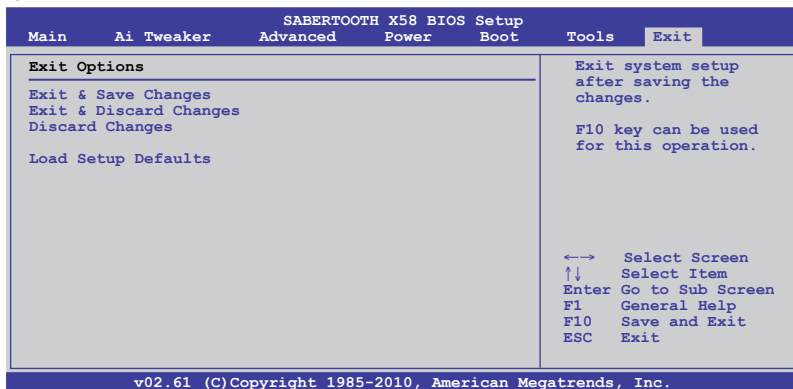 SABERTOOTH X58 BIOS Setup
Main Ai Tweaker Advanced Power Boot Tools Exit
Exit Options
Exit & Save Changes
Exit & Discard Changes
Discard Changes
Load Setup Defaults
Exit system setup
after saving the
changes.
F10 key can be used
for this operation.
←→ Select Screen
↑↓ Select Item
Enter Go to Sub Screen
F1 General Help
F10 Save and Exit
ESC Exit
v02.61 (C)Copyright 1985-2010, American Megatrends, Inc.